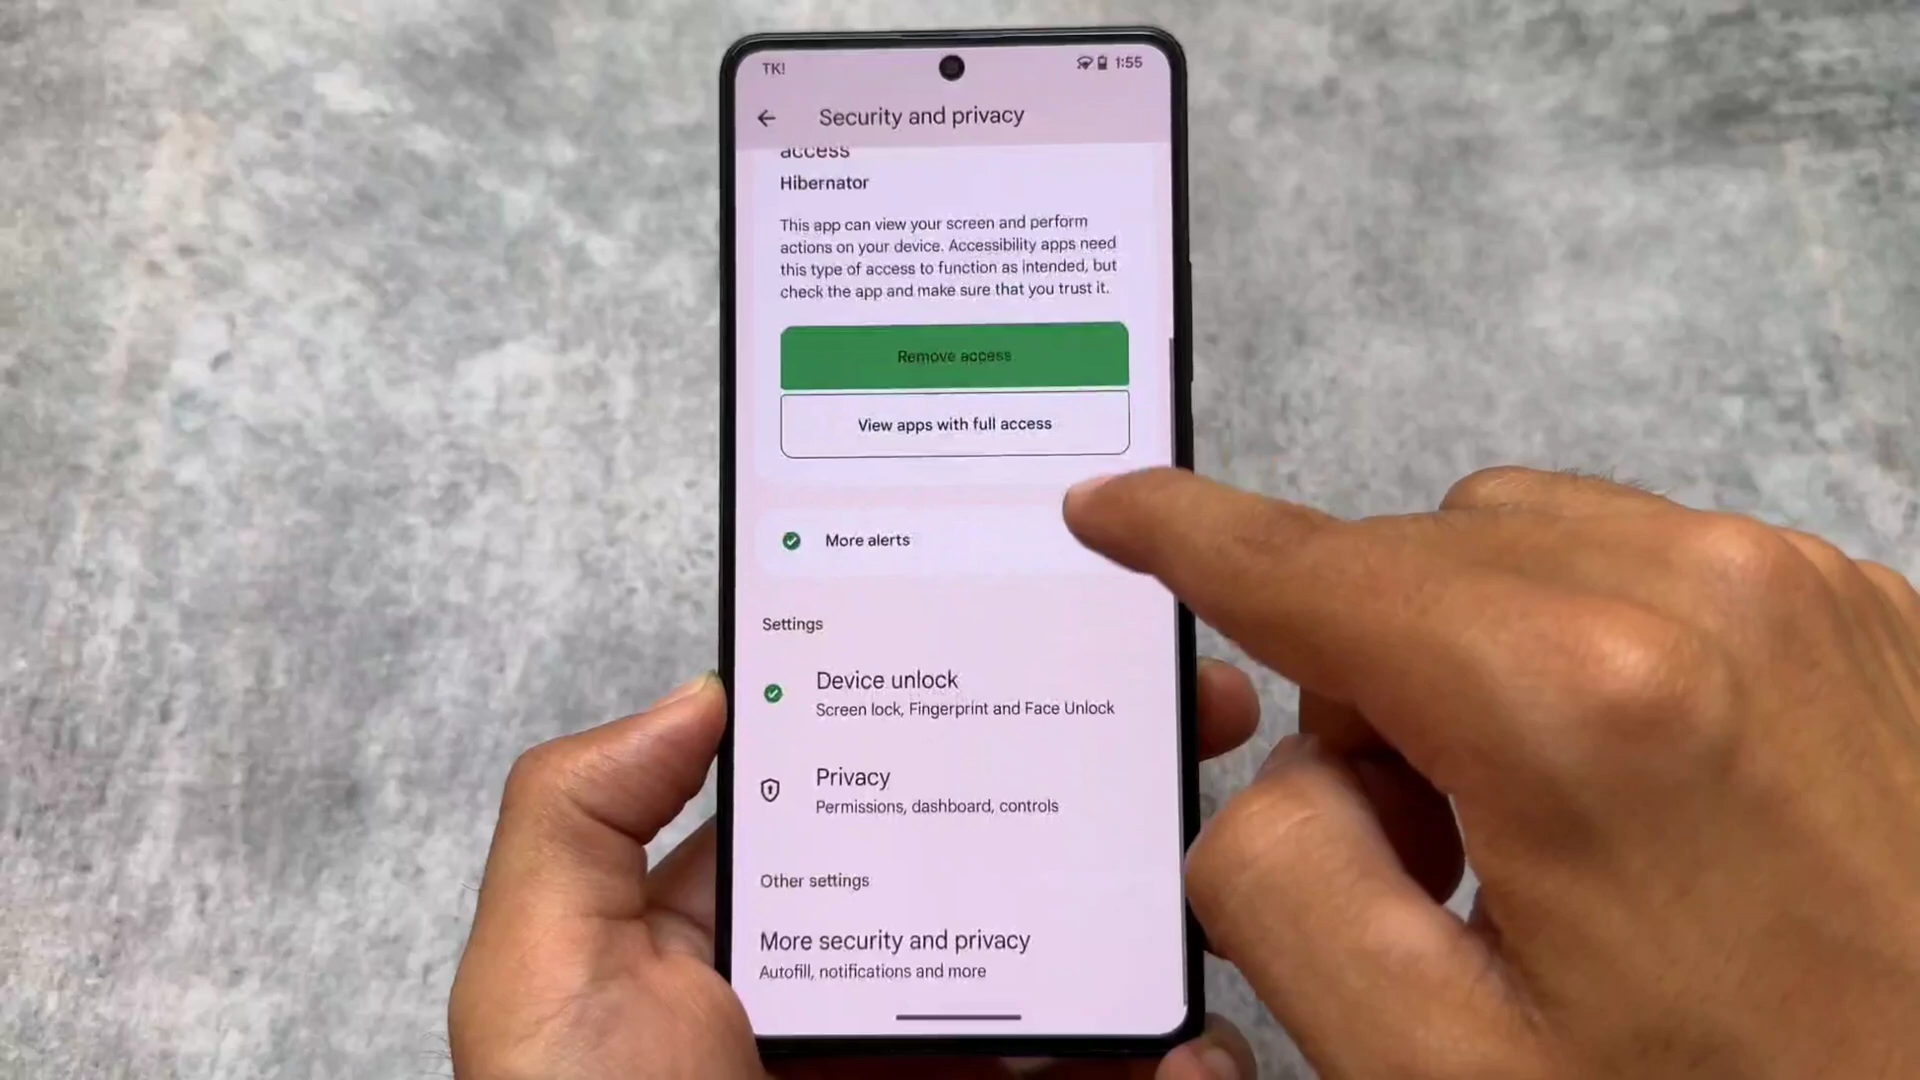 TK!
1:55
Security and privacy
access
Hibernator
This app can view your screen and perform
actions on your device. Accessibility apps need
this type of access to function as intended, but
check the app and make sure that you trust it.
Remove access
View apps with full access
More alerts
Settings
Device unlock
Screen lock, Fingerprint and Face Unlock
Privacy
Permissions, dashboard, controls
Other settings
More security and privacy
Autofill, notifications and more